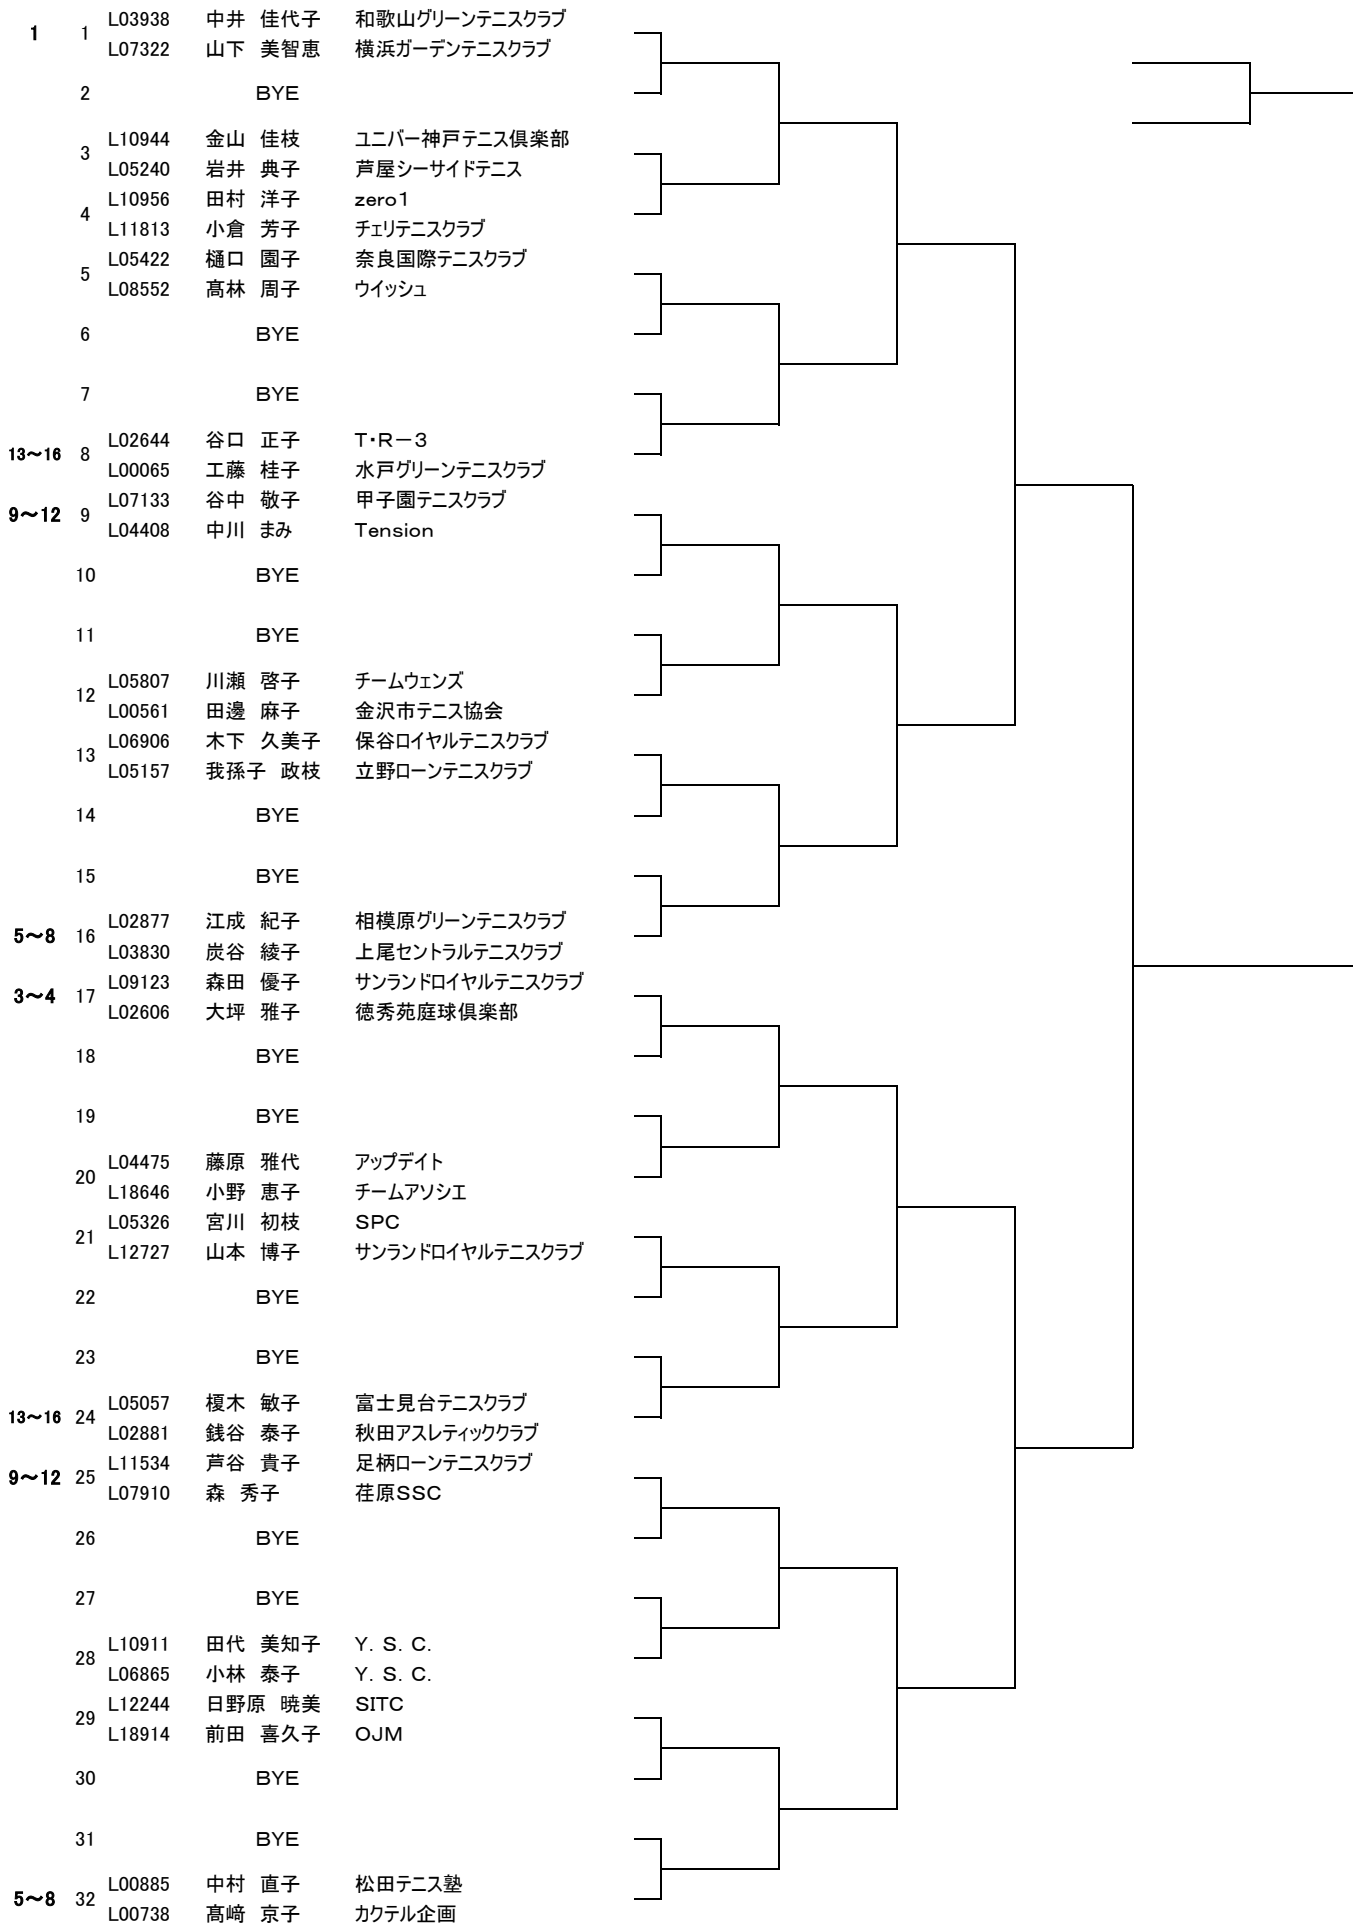 L03938 中井 佳代子 和歌山グリーンテニスクラブ
1 1
L07322 山下 美智恵 横浜ガーデンテニスクラブ
2 BYE
L10944 金山 佳枝 ユニバー神戸テニス倶楽部
3
L05240 岩井 典子 芦屋シーサイドテニス
L10956 田村 洋子 zero1
4
L11813 小倉 芳子 チェリテニスクラブ
L05422 樋口 園子 奈良国際テニスクラブ
5
L08552 髙林 周子 ウイッシュ
6 BYE
7 BYE
L02644 谷口 正子 T・R－3
13～16 8
L00065 工藤 桂子 水戸グリーンテニスクラブ
L07133 谷中 敬子 甲子園テニスクラブ
9～12 9
L04408 中川 まみ Tension
10 BYE
11 BYE
L05807 川瀬 啓子 チームウェンズ
12
L00561 田邊 麻子 金沢市テニス協会
L06906 木下 久美子 保谷ロイヤルテニスクラブ
13
L05157 我孫子 政枝 立野ローンテニスクラブ
14 BYE
15 BYE
L02877 江成 紀子 相模原グリーンテニスクラブ
5～8 16
L03830 炭谷 綾子 上尾セントラルテニスクラブ
L09123 森田 優子 サンランドロイヤルテニスクラブ
3～4 17
L02606 大坪 雅子 徳秀苑庭球倶楽部
18 BYE
19 BYE
L04475 藤原 雅代 アップデイト
20
L18646 小野 恵子 チームアソシエ
L05326 宮川 初枝 SPC
21
L12727 山本 博子 サンランドロイヤルテニスクラブ
22 BYE
23 BYE
L05057 榎木 敏子 富士見台テニスクラブ
13～16 24
L02881 銭谷 泰子 秋田アスレティッククラブ
L11534 芦谷 貴子 足柄ローンテニスクラブ
9～12 25
L07910 森 秀子 荏原SSC
26 BYE
27 BYE
L10911 田代 美知子 Y. S. C.
28
L06865 小林 泰子 Y. S. C.
L12244 日野原 暁美 SITC
29
L18914 前田 喜久子 OJM
30 BYE
31 BYE
L00885 中村 直子 松田テニス塾
5～8 32
L00738 髙﨑 京子 カクテル企画